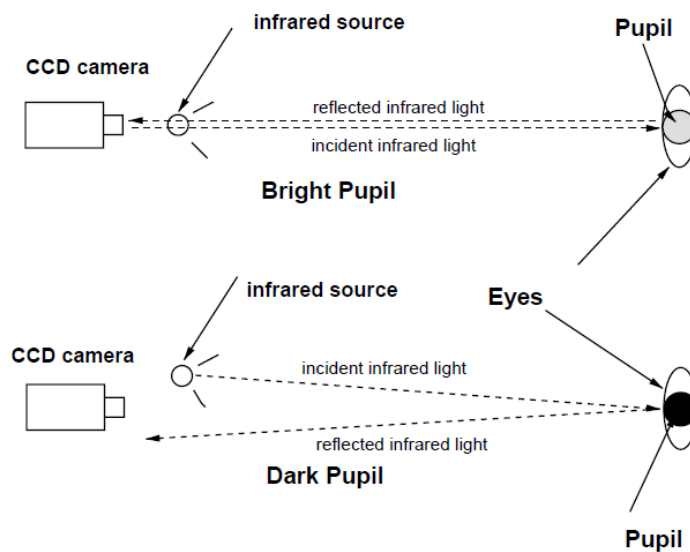 infrared source
Pupil
CCD camera
reflected infrared light
incident infrared light
Bright Pupil
infrared source
Eyes
CCD camera
incident infrared light
reflected infrared light
Dark Pupil
Pupil